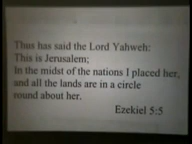 Thus has said the Lord Yahweh:
This is Jerusalem;
In the midst of the nations I placed her,
and all the lands are in a circle
round about her.
Ezekiel 5:5